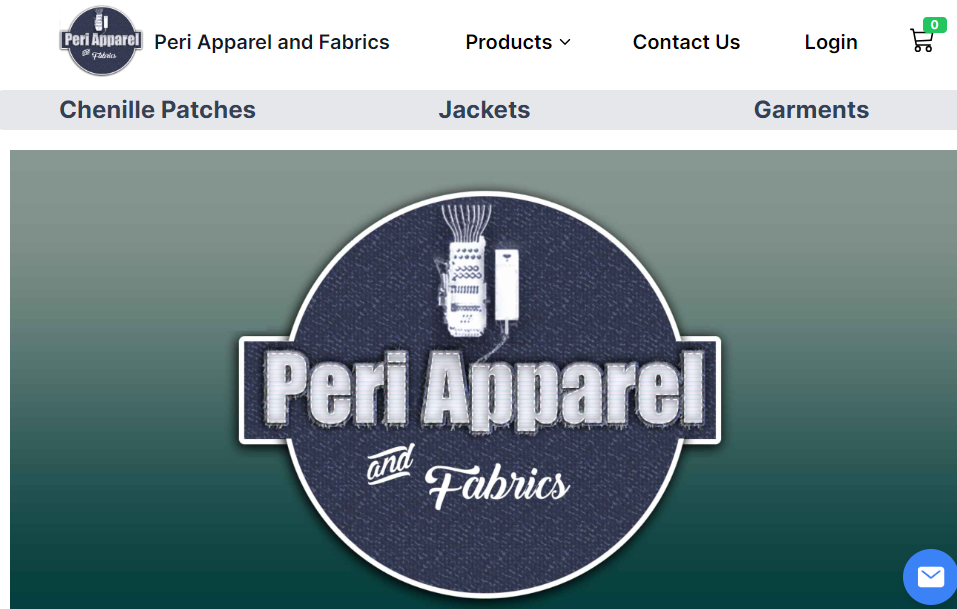 Peri Apparel
and Fabrics
Peri Apparel and Fabrics
Products
Contact Us
Login
0
Chenille Patches
Jackets
Garments
Peri Apparel
and
Fabrics